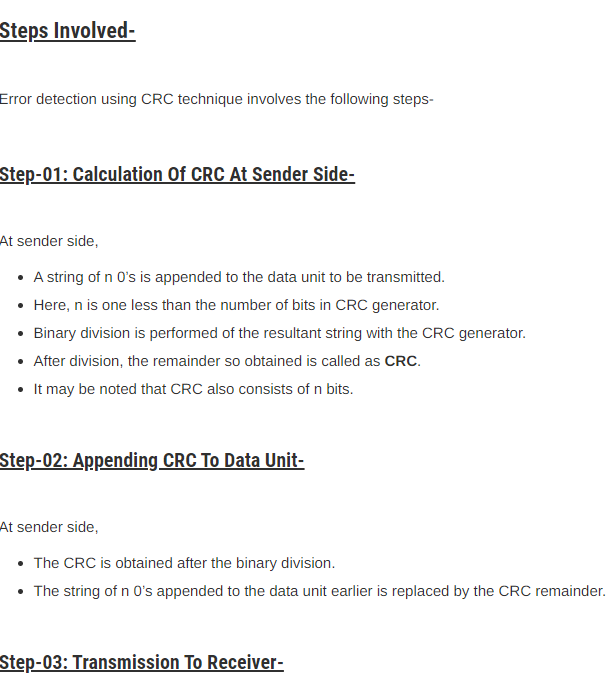 Steps Involved-
Error detection using CRC technique involves the following steps-
Step-01: Calculation Of CRC At Sender Side-
At sender side,
• A string of n 0’s is appended to the data unit to be transmitted.
• Here, n is one less than the number of bits in CRC generator.
• Binary division is performed of the resultant string with the CRC generator.
• After division, the remainder so obtained is called as CRC.
• It may be noted that CRC also consists of n bits.
Step-02: Appending CRC To Data Unit-
At sender side,
• The CRC is obtained after the binary division.
• The string of n 0’s appended to the data unit earlier is replaced by the CRC remainder.
Step-03: Transmission To Receiver-